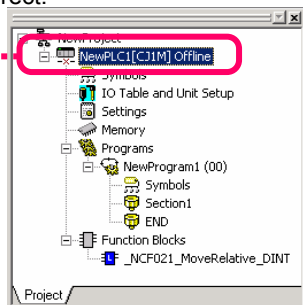 rect.
NewProject
NewPLC1[CJ1M] Offline
Symbols
IO Table and Unit Setup
Settings
Memory
Programs
NewProgram1 (00)
Symbols
Section1
END
Function Blocks
_NCF021_MoveRelative_DINT
Project